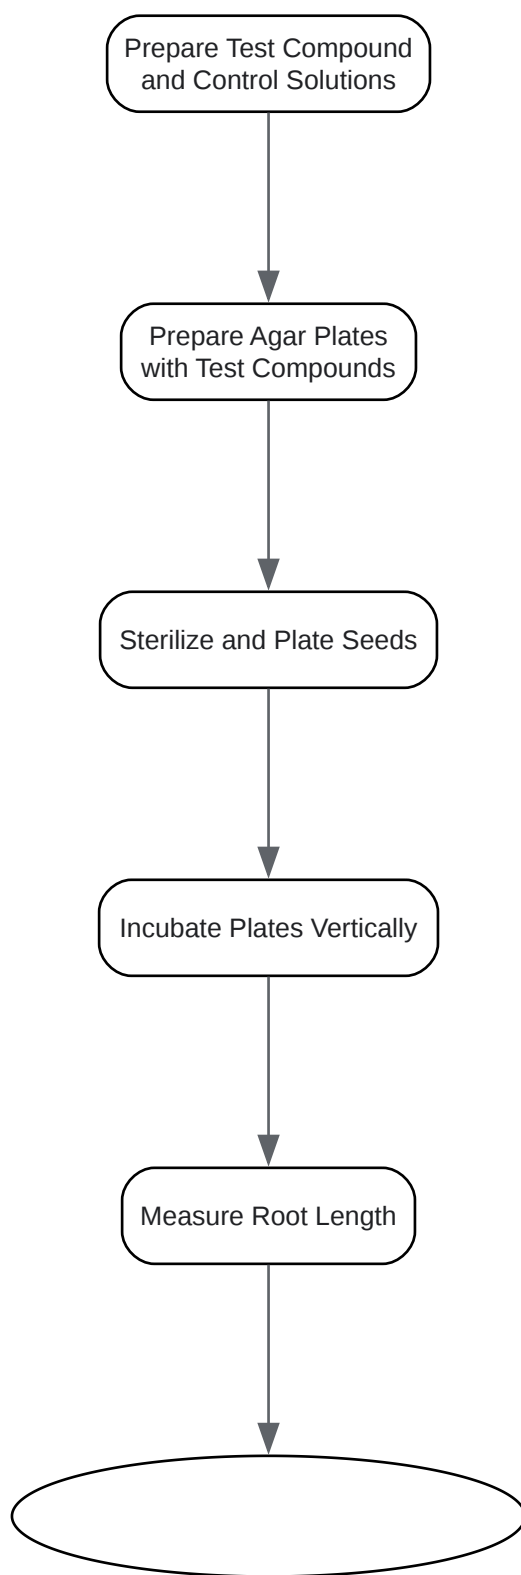 Prepare Test Compound
and Control Solutions
Prepare Agar Plates
with Test Compounds
Sterilize and Plate Seeds
Incubate Plates Vertically
Measure Root Length